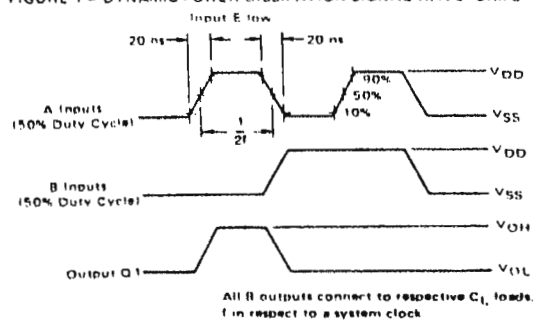 Input E low
20 ns
20 ns
VDD
90%
50%
10%
A Inputs
(50% Duty Cycle)
1
2f
VSS
VDD
B Inputs
(50% Duty Cycle)
VSS
VOH
Output Q1
VOL
All B outputs connect to respective CL loads.
f in respect to a system clock